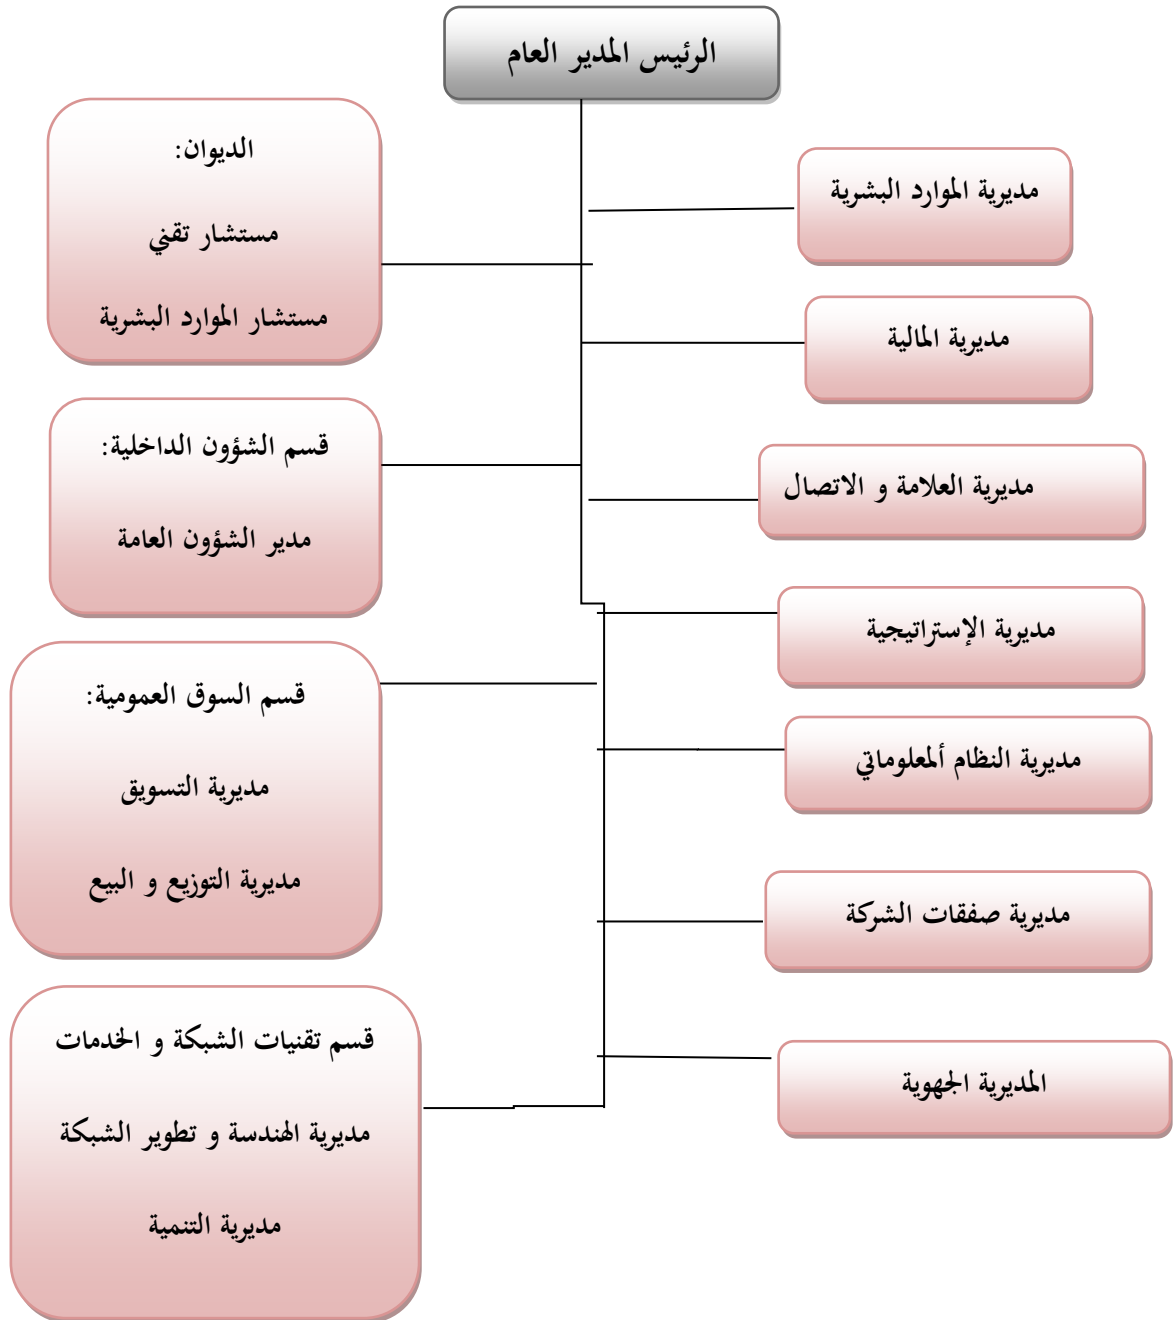 الرئيس المدير العام
مديرية الموارد البشرية
مديرية المالية
مديرية العلامة و الاتصال
مديرية الإستراتيجية
مديرية النظام ألمعلوماتي
مديرية صفقات الشركة
المديرية الجهوية
الديوان:
مستشار تقني
مستشار الموارد البشرية
قسم الشؤون الداخلية:
مدير الشؤون العامة
قسم السوق العمومية:
مديرية التسويق
مديرية التوزيع و البيع
قسم تقنيات الشبكة و الخدمات
مديرية الهندسة و تطوير الشبكة
مديرية التنمية